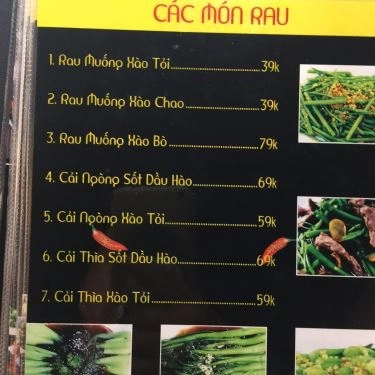 CÁC MÓN RAU
1. Rau Muống Xào Tỏi 39k
2. Rau Muống Xào Chao 39k
3. Rau Muống Xào Bò 79k
4. Cải Ngòng Sốt Dầu Hào 69k
5. Cải Ngòng Xào Tỏi 59k
6. Cải Thìa Sốt Dầu Hào 69k
7. Cải Thìa Xào Tỏi 59k